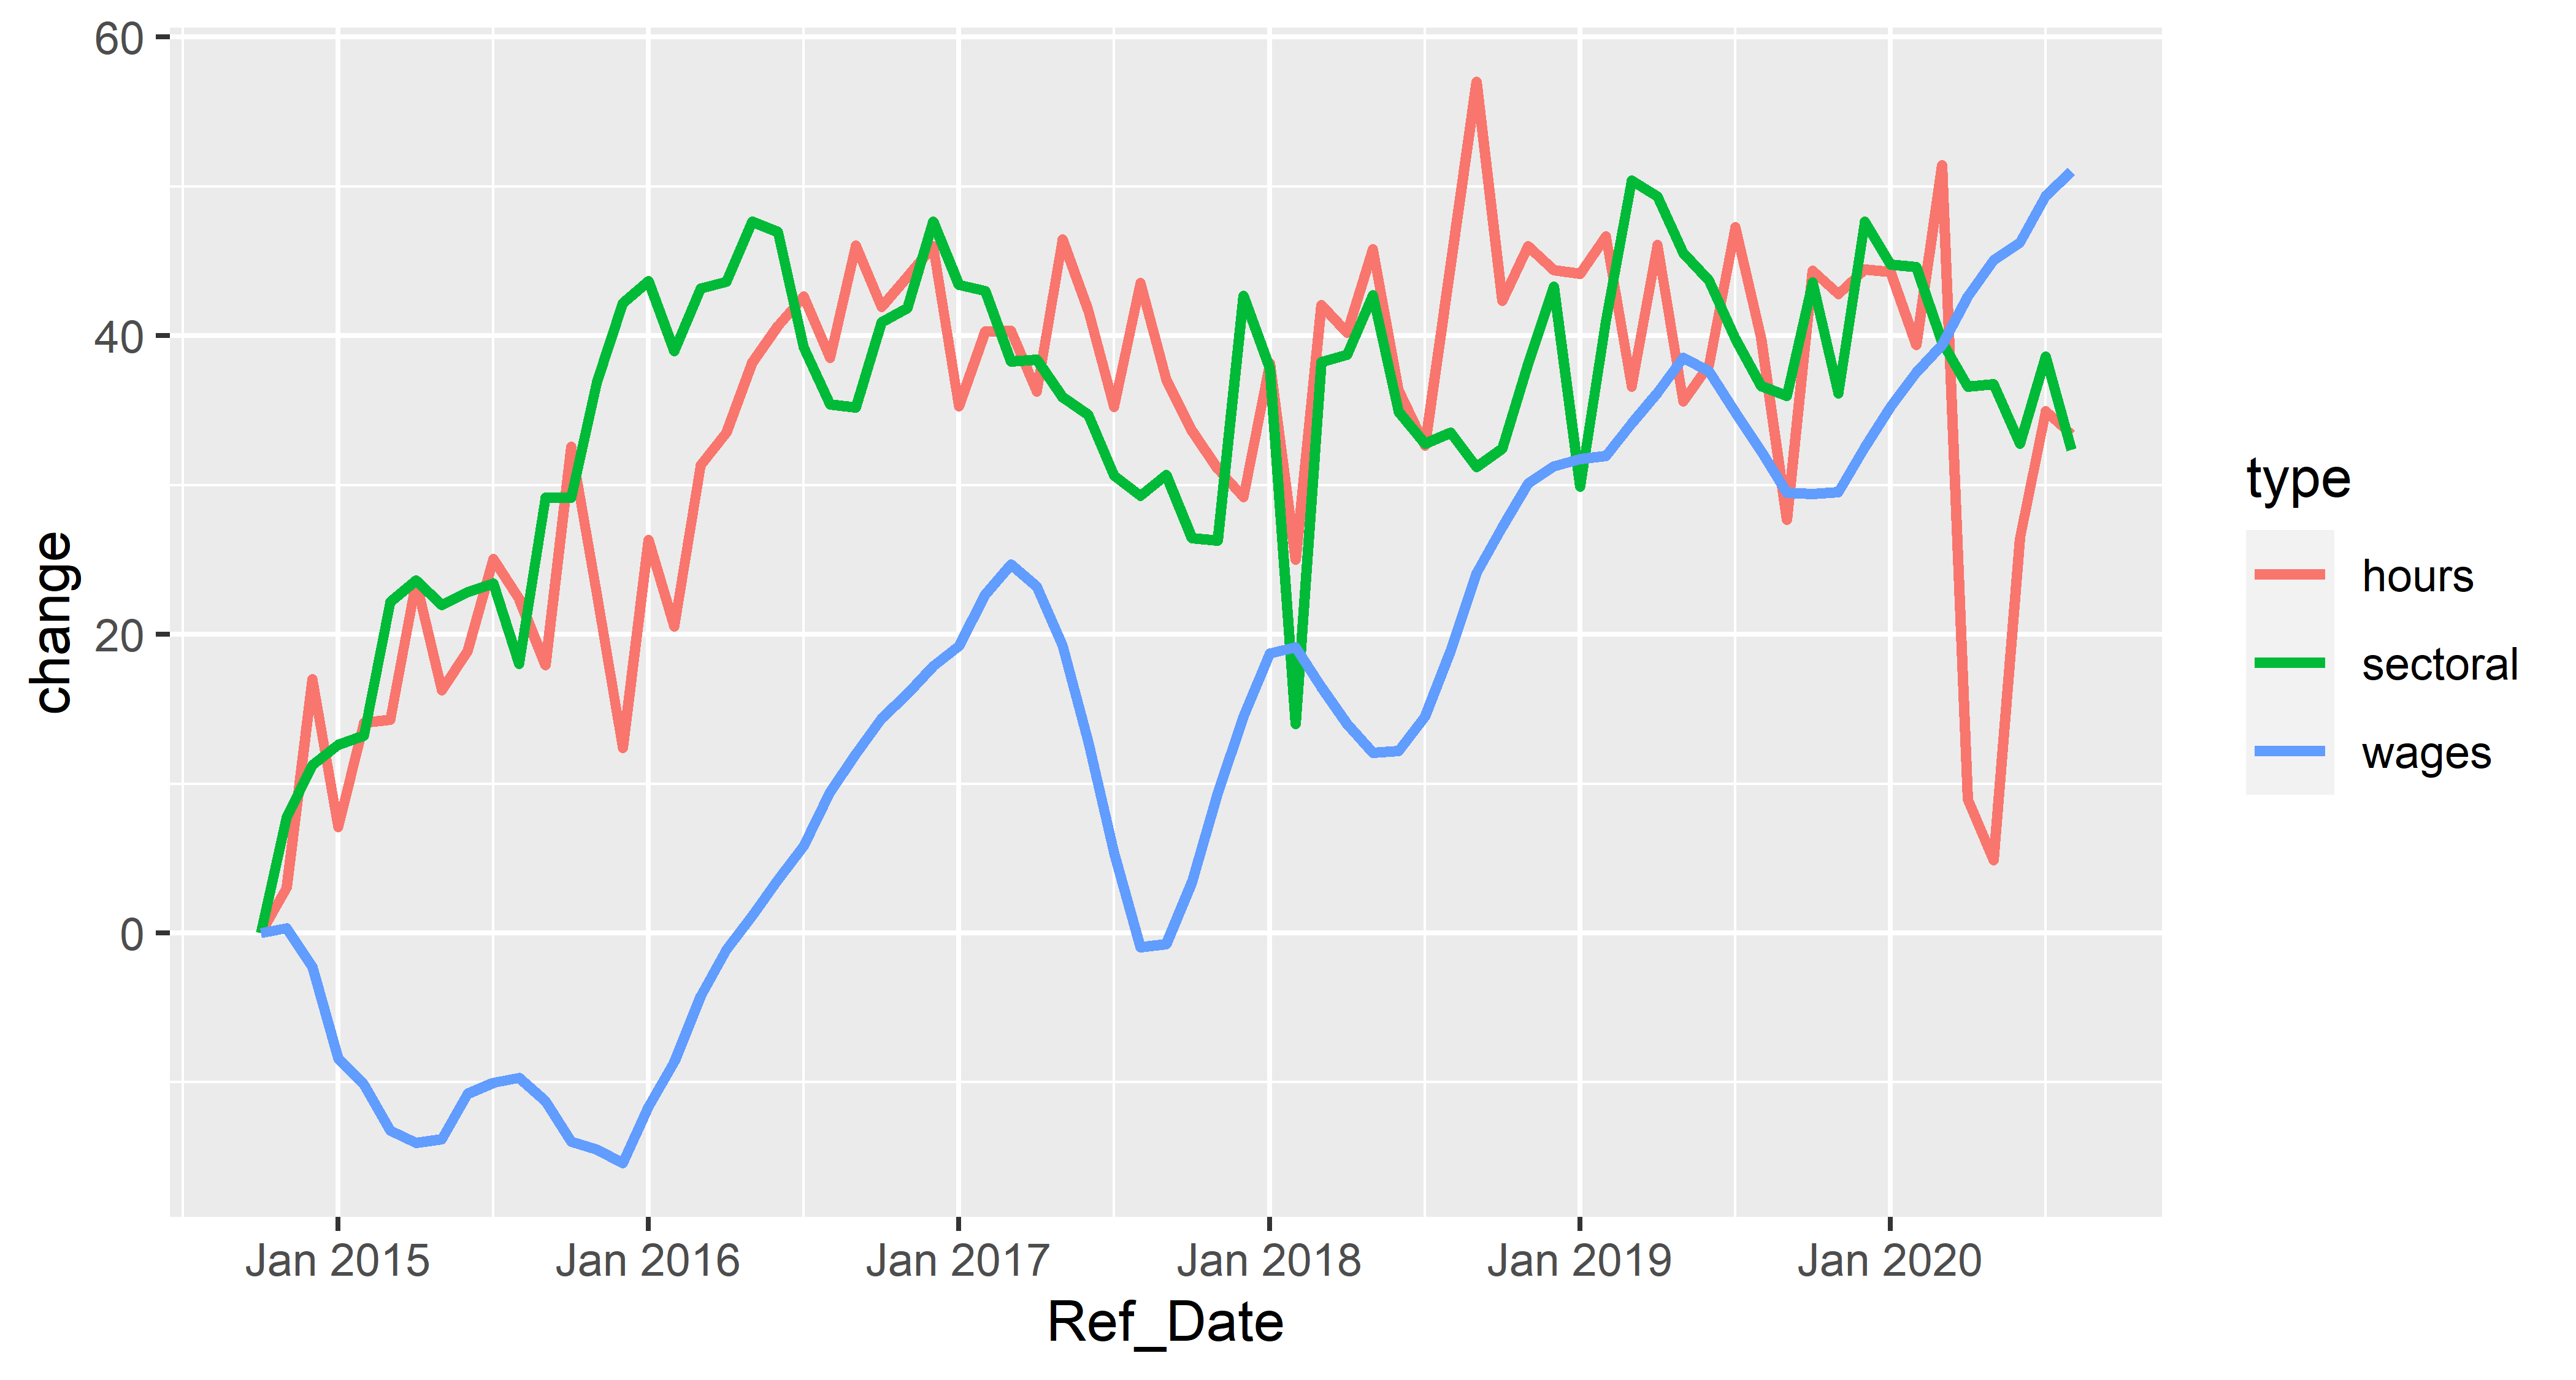 60
40
20
0
change
Jan 2015
Jan 2016
Jan 2017
Jan 2018
Jan 2019
Jan 2020
Ref_Date
type
hours
sectoral
wages